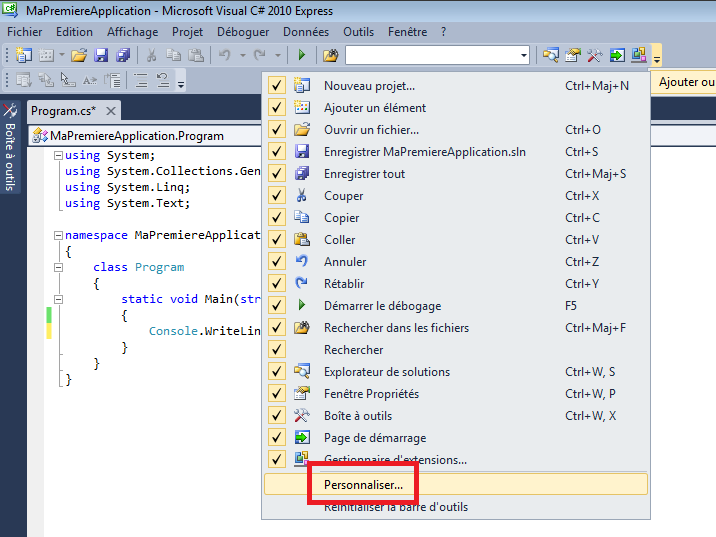 MaPremiereApplication - Microsoft Visual C# 2010 Express
Fichier Edition Affichage Projet Deboguer Données Outils Fenêtre ?
Ajouter ou
Program.cs* ×
Boîte à outils
MaPremiereApplication.Program
using System;
using System.Collections.Gen
using System.Linq;
using System.Text;
namespace MaPremiereApplicat
{
class Program
{
static void Main(str
{
Console.WriteLin
}
}
}
Nouveau projet... Ctrl+Maj+N
Ajouter un élément
Ouvrir un fichier... Ctrl+O
Enregistrer MaPremiereApplication.sln Ctrl+S
Enregistrer tout Ctrl+Maj+S
Couper Ctrl+X
Copier Ctrl+C
Coller Ctrl+V
Annuler Ctrl+Z
Rétablir Ctrl+Y
Démarrer le débogage F5
Rechercher dans les fichiers Ctrl+Maj+F
Rechercher
Explorateur de solutions Ctrl+W, S
Fenêtre Propriétés Ctrl+W, P
Boîte à outils Ctrl+W, X
Page de démarrage
Gestionnaire d'extensions...
Personnaliser...
Réinitialiser la barre d'outils